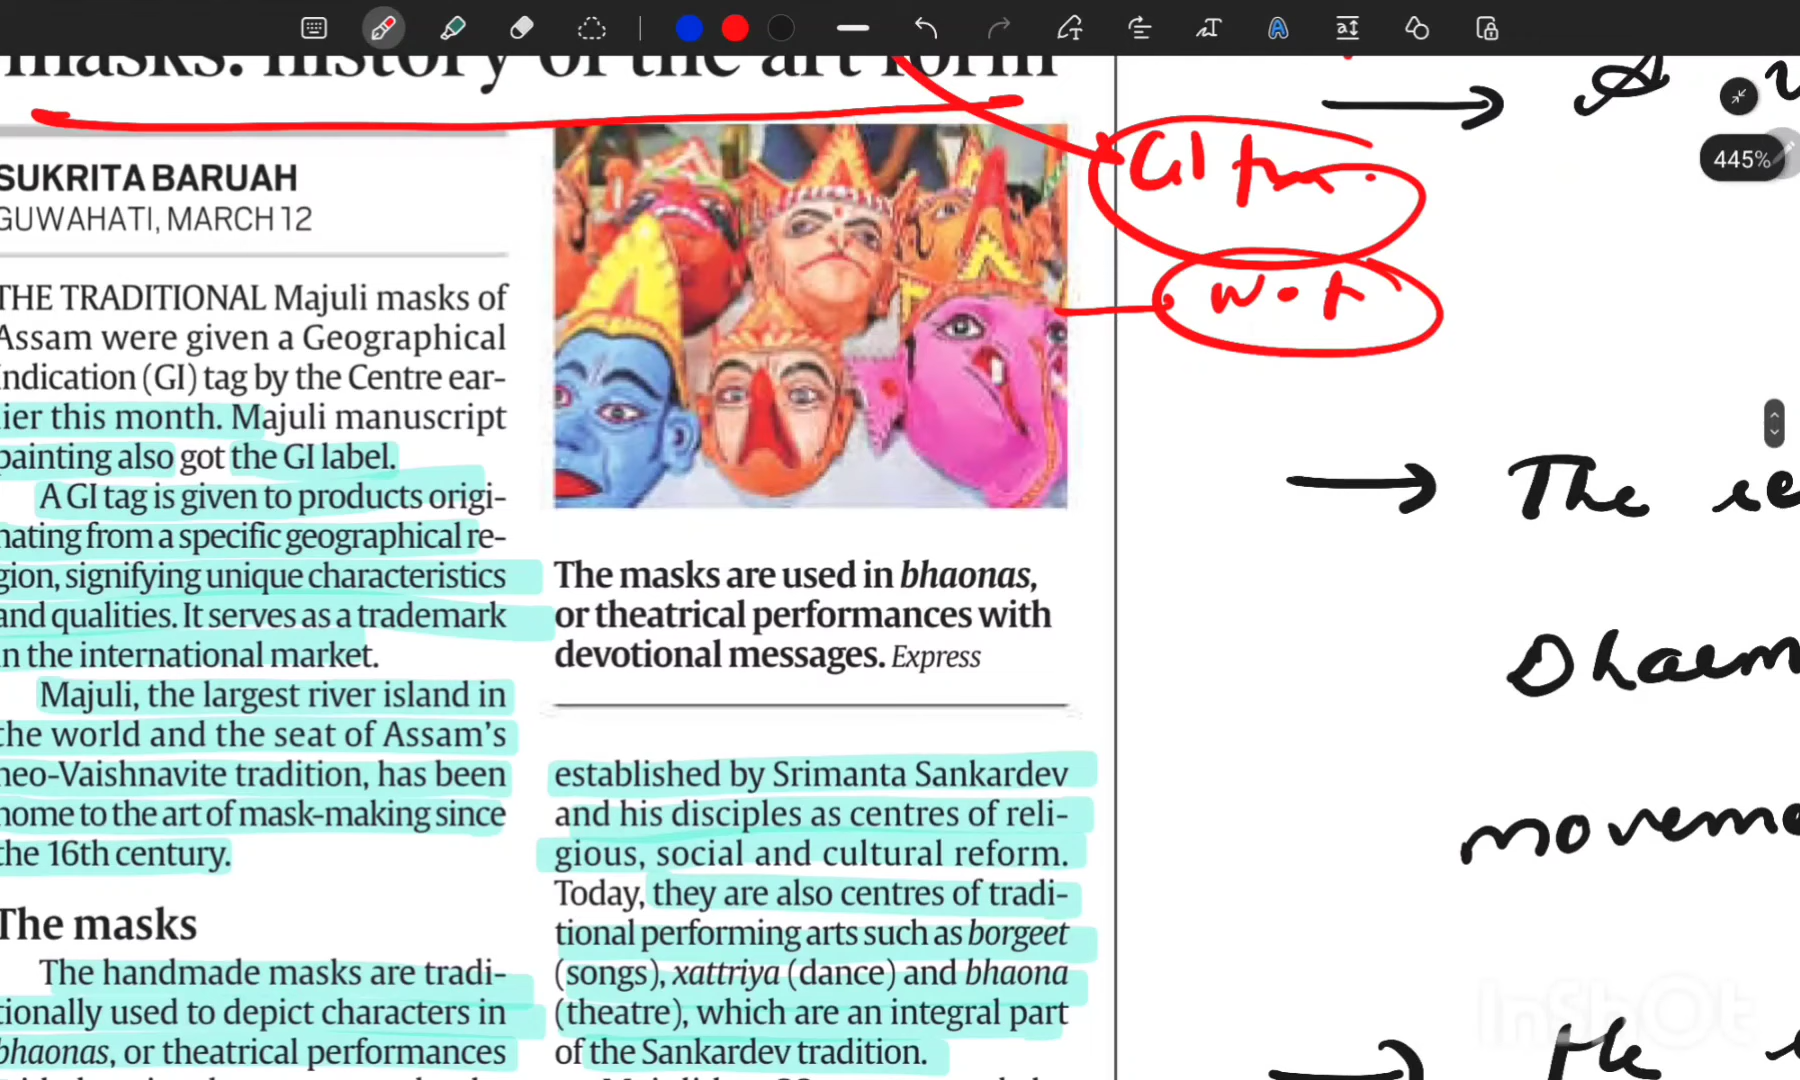 masks: history of the art form
SUKRITA BARUAH
GUWAHATI, MARCH 12
THE TRADITIONAL Majuli masks of
Assam were given a Geographical
Indication (GI) tag by the Centre ear-
lier this month. Majuli manuscript
painting also got the GI label.
A GI tag is given to products origi-
nating from a specific geographical re-
gion, signifying unique characteristics
and qualities. It serves as a trademark
in the international market.
Majuli, the largest river island in
the world and the seat of Assam's
neo-Vaishnavite tradition, has been
home to the art of mask-making since
the 16th century.
The masks
The handmade masks are tradi-
tionally used to depict characters in
bhaonas, or theatrical performances
The masks are used in bhaonas,
or theatrical performances with
devotional messages. Express
established by Srimanta Sankardev
and his disciples as centres of reli-
gious, social and cultural reform.
Today, they are also centres of tradi-
tional performing arts such as borgeet
(songs), xattriya (dance) and bhaona
(theatre), which are an integral part
of the Sankardev tradition.
GI
445%
The
movem
InShOt